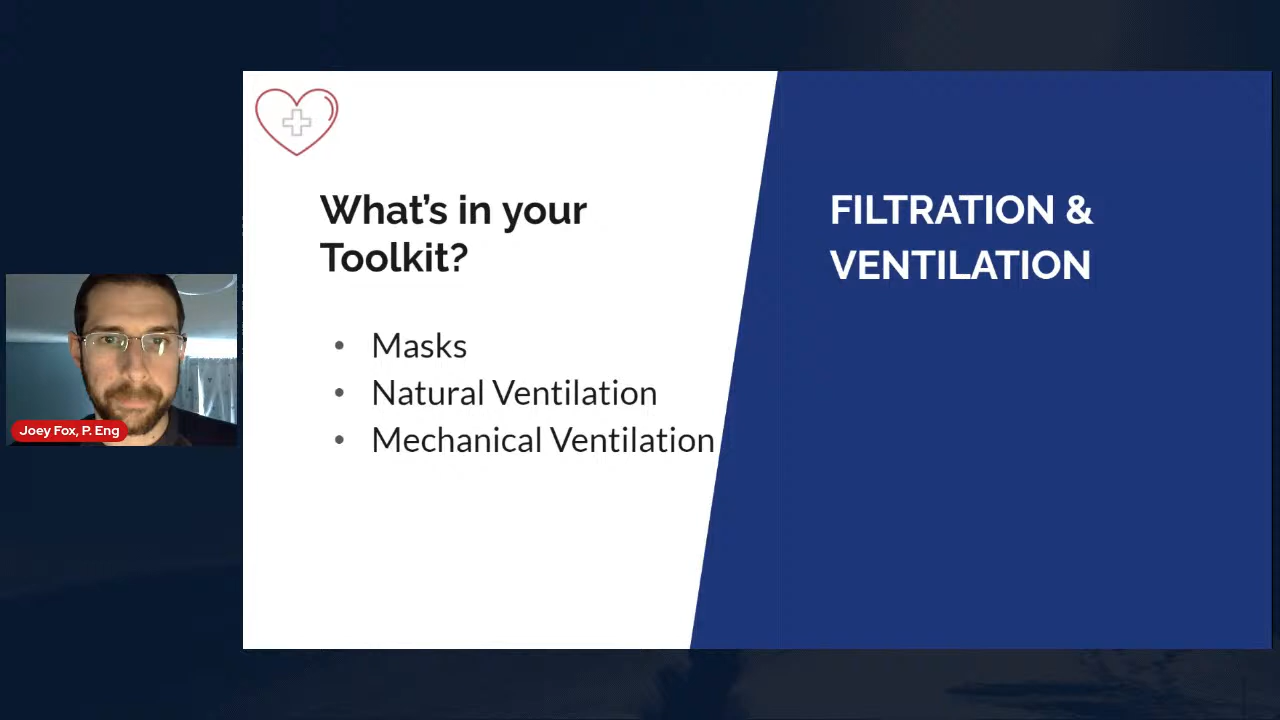 What's in your
Toolkit?
• Masks
• Natural Ventilation
• Mechanical Ventilation
FILTRATION &
VENTILATION
Joey Fox, P. Eng